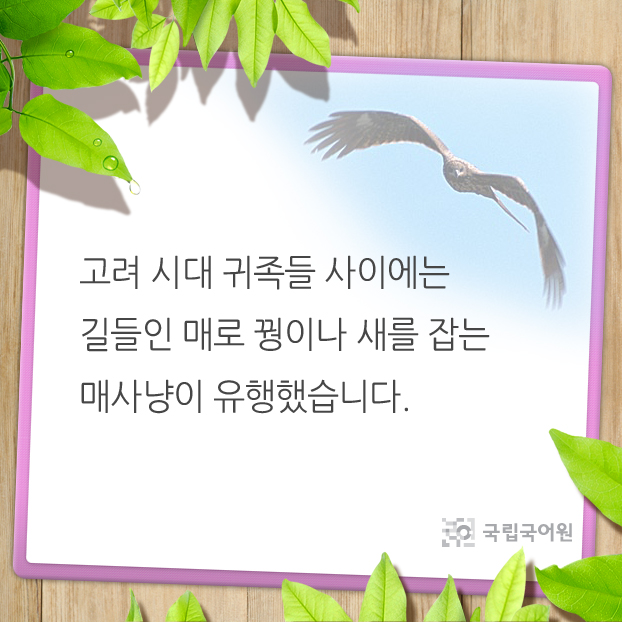 고려 시대 귀족들 사이에는
길들인 매로 꿩이나 새를 잡는
매사냥이 유행했습니다.
국립국어원